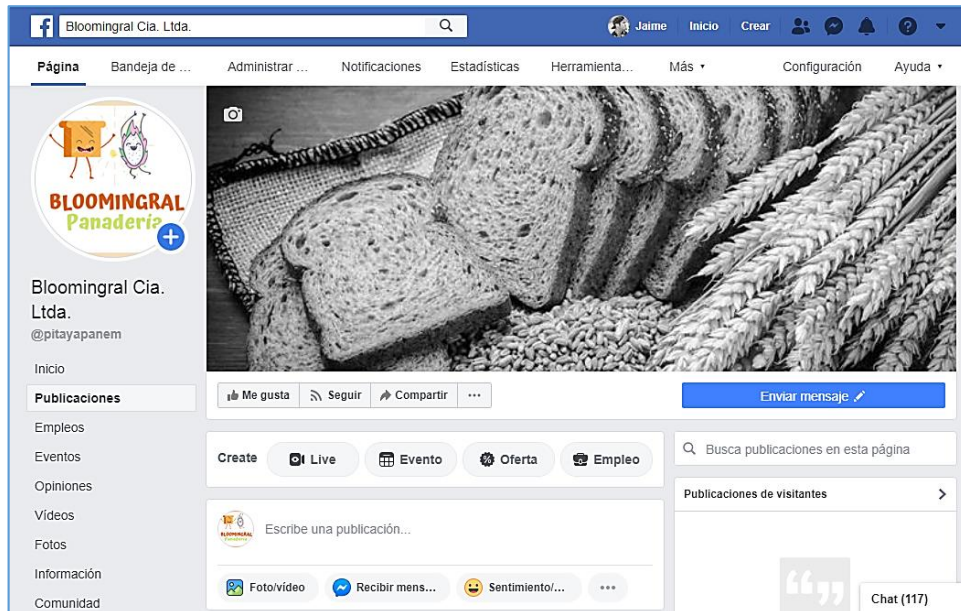 Bloomingral Cia. Ltda.
Jaime Inicio Crear
Página Bandeja de ... Administrar ... Notificaciones Estadísticas Herramienta... Más Configuración Ayuda
BLOOMINGRAL
Panadería
Bloomingral Cia.
Ltda.
@pitayapanem
Inicio
Publicaciones
Empleos
Eventos
Opiniones
Vídeos
Fotos
Información
Comunidad
Me gusta Seguir Compartir ...
Enviar mensaje
Create Live Evento Oferta Empleo
Busca publicaciones en esta página
Escribe una publicación...
Foto/vídeo Recibir mens... Sentimiento/... ...
Publicaciones de visitantes
Chat (117)